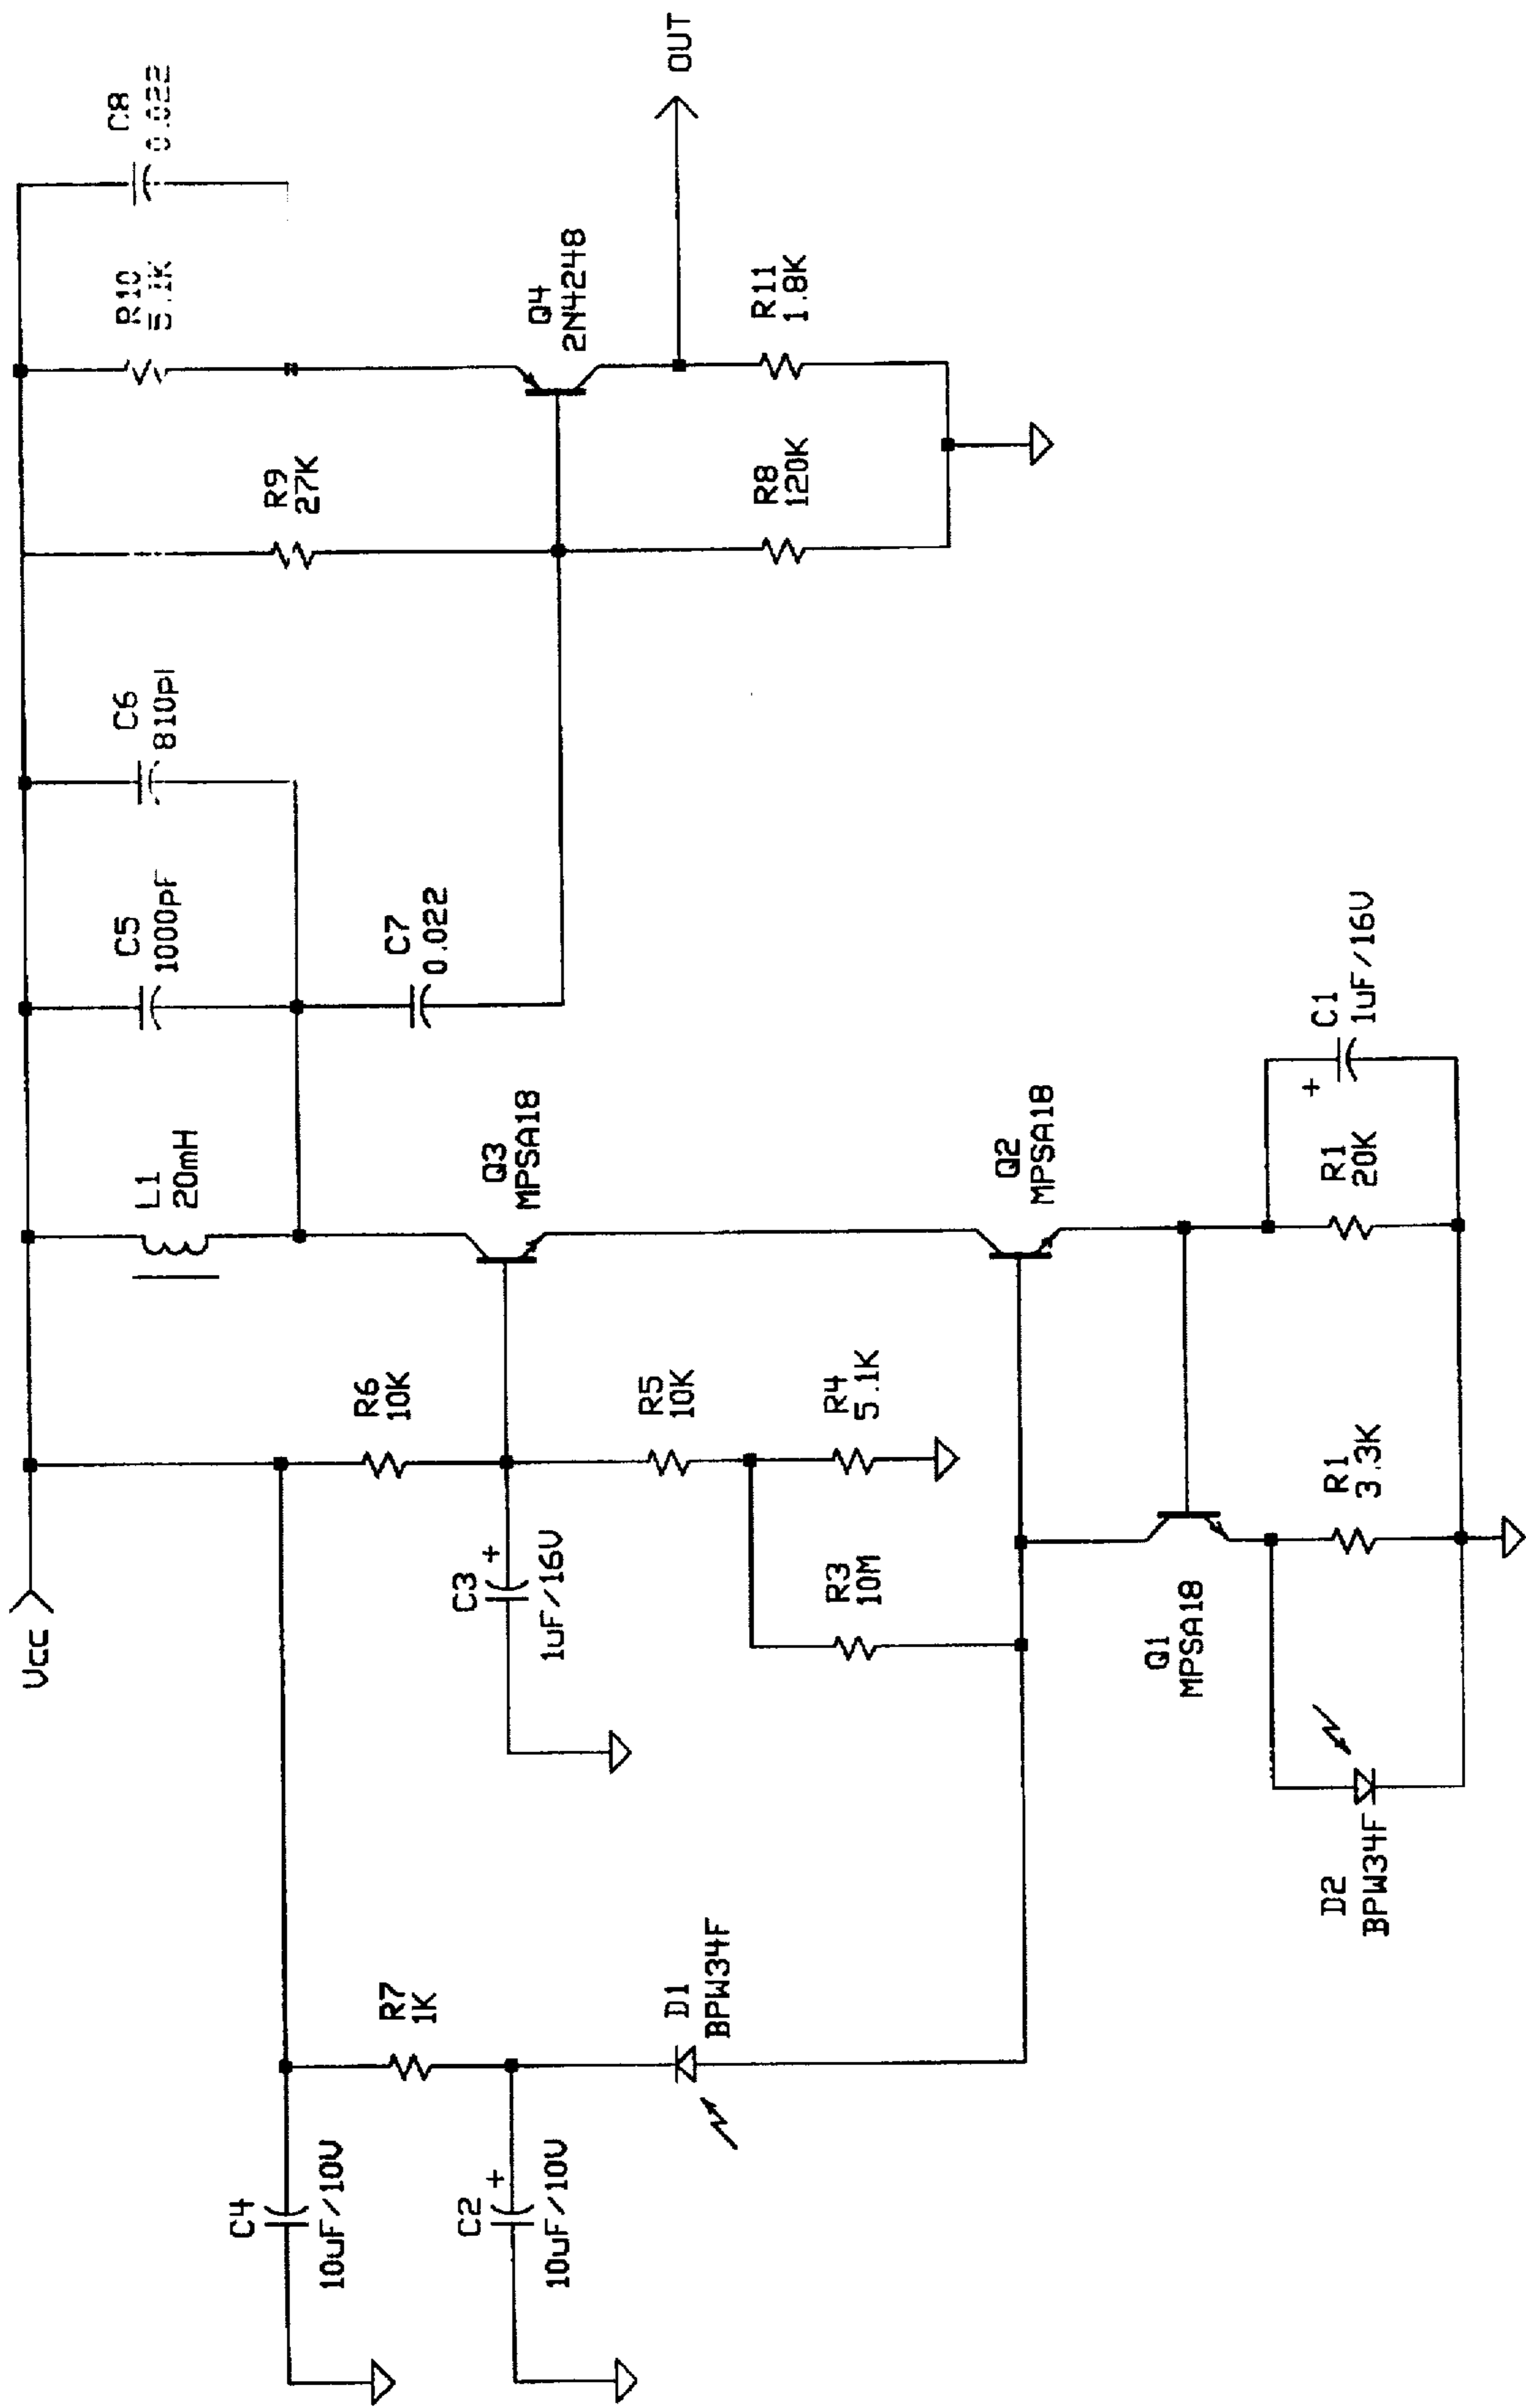 Vcc
C4
10uF/10V
R7
1K
C2
10uF/10V
D1
BPW34F
R6
10K
C3
+
1uF/16V
+
R5
10K
R4
5.1K
R3
10M
L1
20mH
Q3
MPSA18
Q2
MPSA18
Q1
MPSA18
D2
BPW34F
R1
3.3K
R1
20K
C1
+
1uF/16V
C5
1000pF
C6
C7
0.022
R9
27K
R8
120K
R10
5.1K
Q4
2N4248
R11
1.8K
C8
0.022
OUT